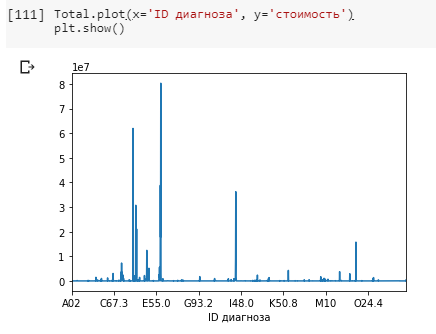 [111] Total.plot(x='ID диагноза', y='стоимость')
plt.show()
1e7
8
7
6
5
4
3
2
1
0
A02 C67.3 E55.0 G93.2 I48.0 K50.8 M10 O24.4
ID диагноза